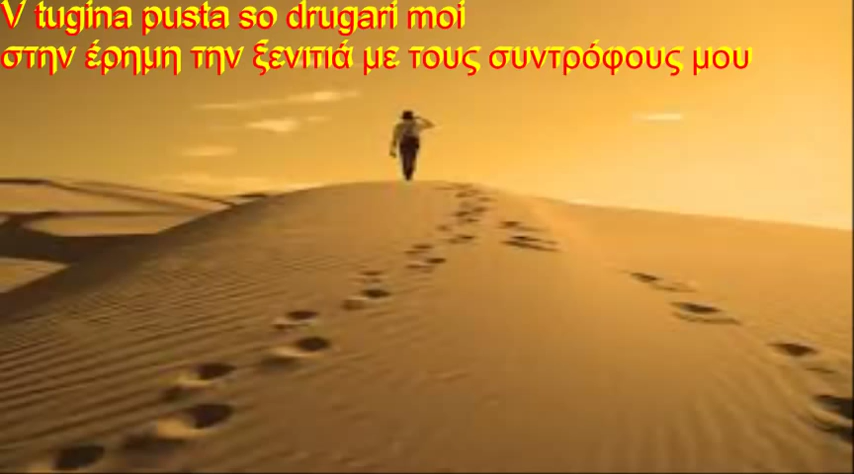 V tugina pusta so drugari moi
στην έρημη την ξενιτιά με τους συντρόφους μου